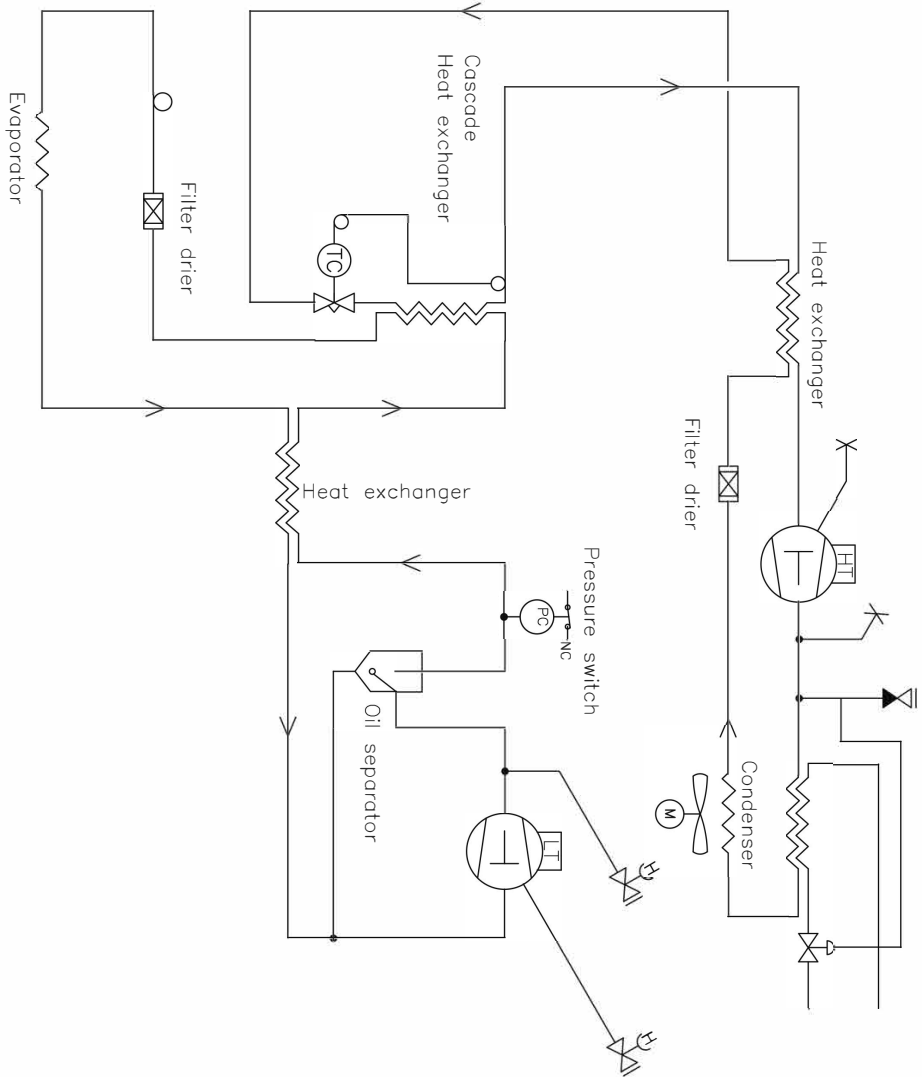 Cascade
Heat exchanger
Evaporator
Filter drier
TC
Heat exchanger
Filter drier
HT
Heat exchanger
Pressure switch
PC
NC
Oil separator
LT
Condenser
M
H
H